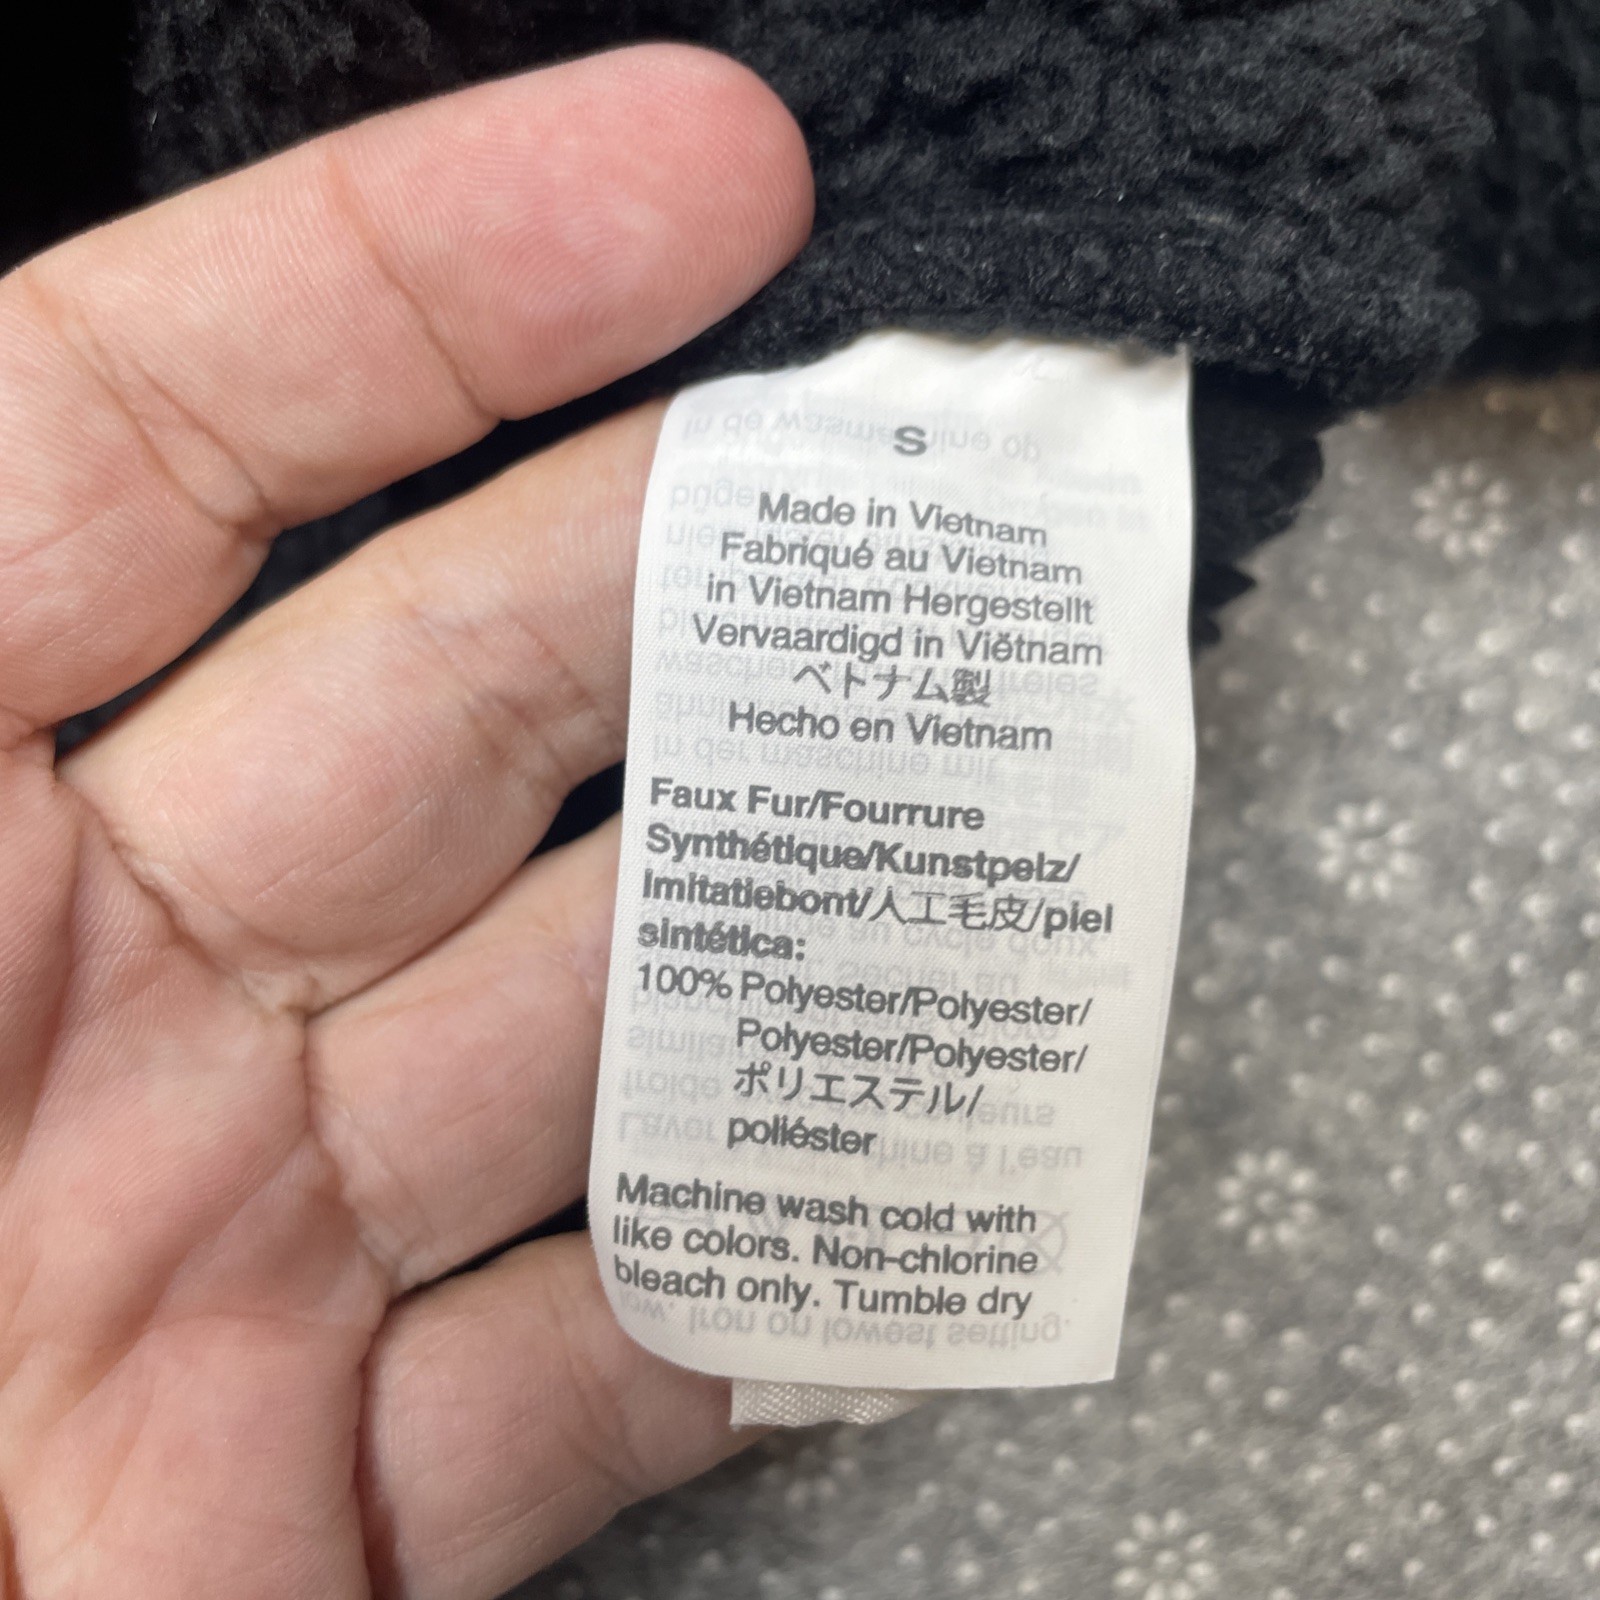 S
Made in Vietnam
Fabriqué au Vietnam
in Vietnam Hergestellt
Vervaardigd in Viëtnam
ベトナム製
Hecho en Vietnam
Faux Fur/Fourrure
Synthétique/Kunstpelz/
Imitatiebont/人工毛皮/piel
sintética:
100% Polyester/Polyester/
Polyester/Polyester/
ポリエステル/
poliéster
Machine wash cold with
like colors. Non-chlorine
bleach only. Tumble dry